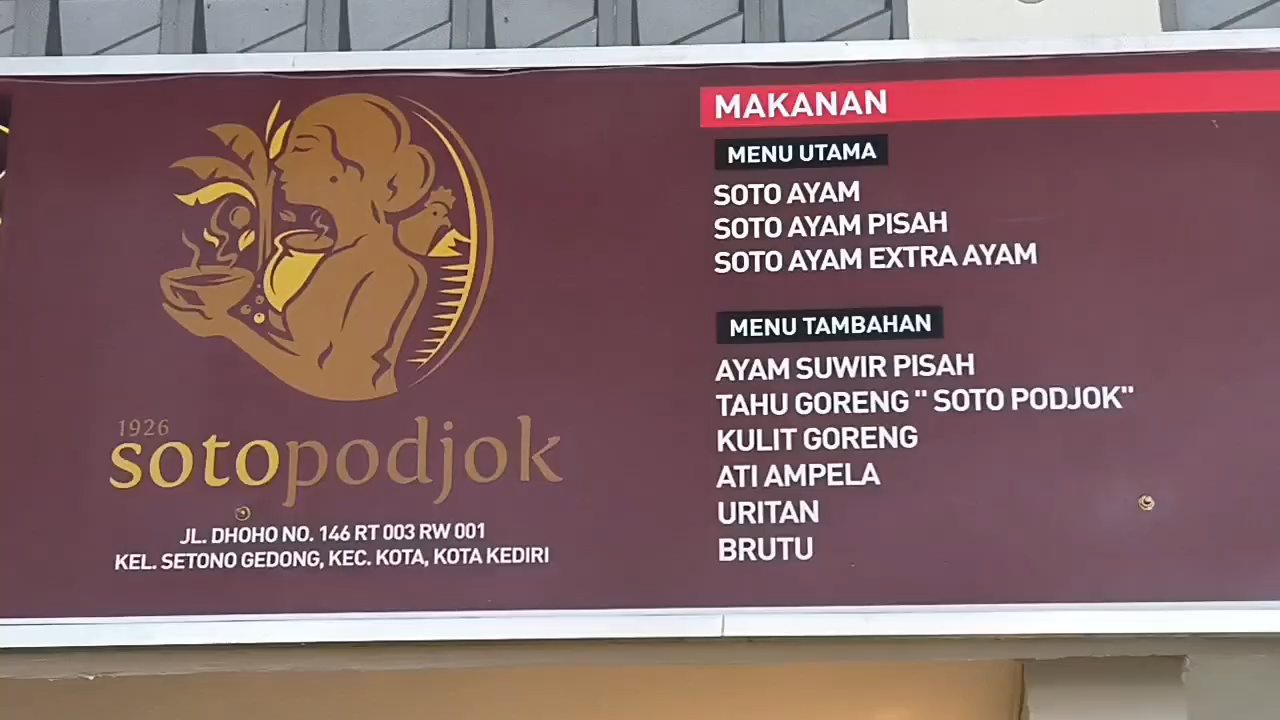 1926
sotopodjok
JL. DHOHO NO. 146 RT 003 RW 001
KEL. SETONO GEDONG, KEC. KOTA, KOTA KEDIRI
MAKANAN
MENU UTAMA
SOTO AYAM
SOTO AYAM PISAH
SOTO AYAM EXTRA AYAM
MENU TAMBAHAN
AYAM SUWIR PISAH
TAHU GORENG " SOTO PODJOK"
KULIT GORENG
ATI AMPELA
URITAN
BRUTU